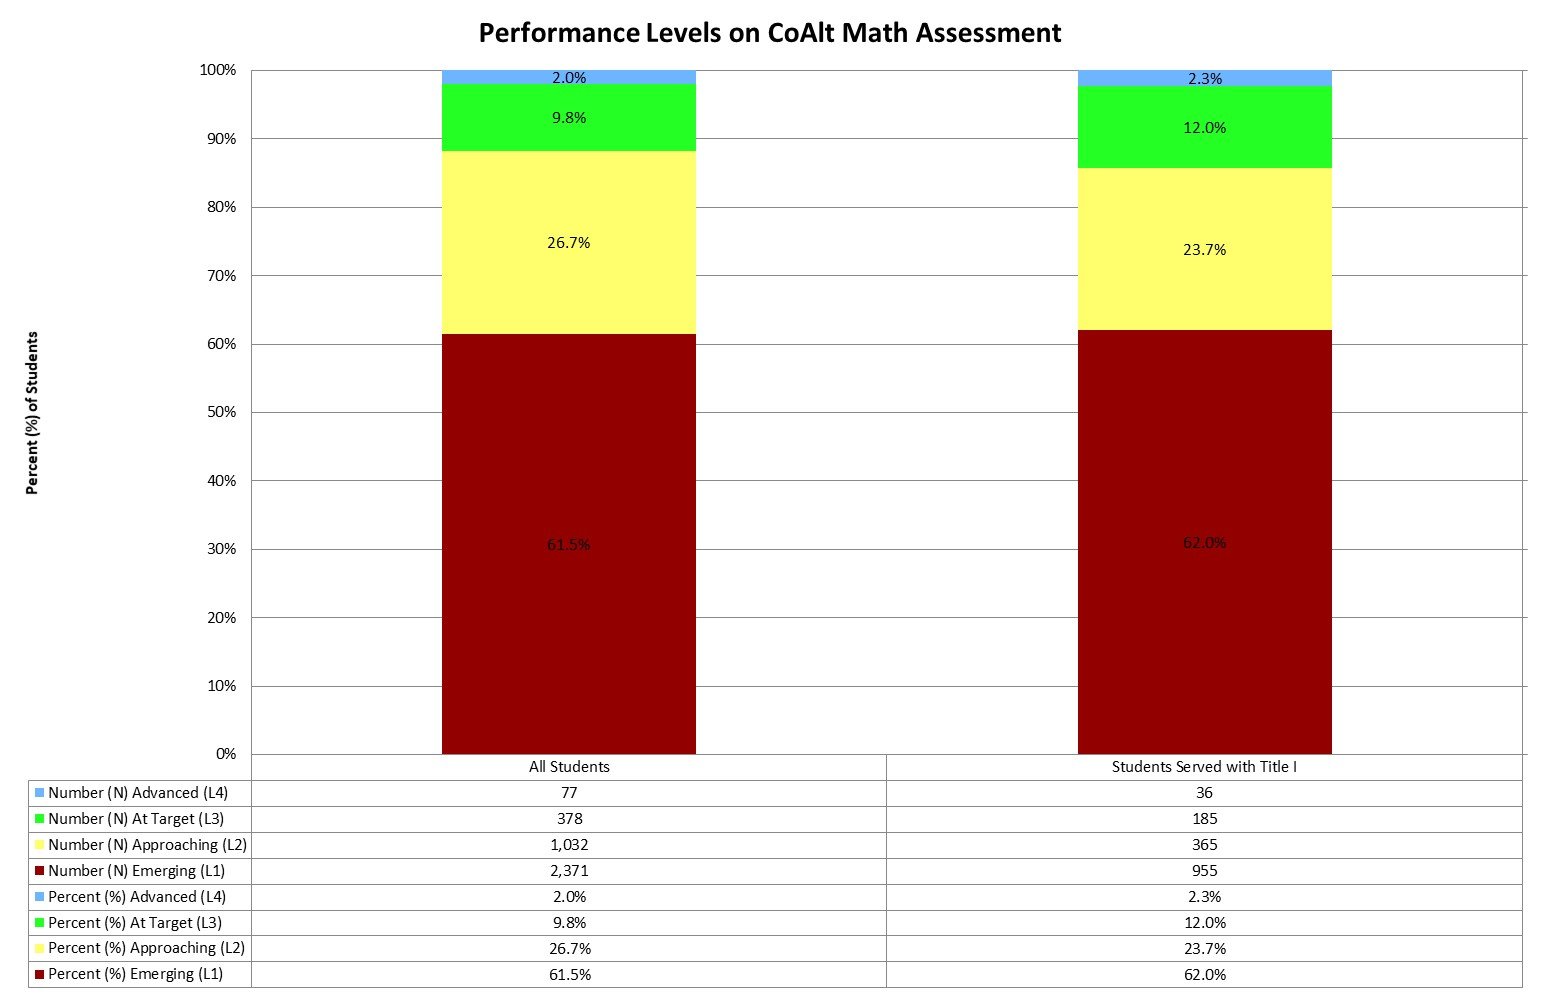 Performance Levels on CoAlt Math Assessment
Percent (%) of Students
100%
90%
80%
70%
60%
50%
40%
30%
20%
10%
0%
2.0%
9.8%
26.7%
61.5%
2.3%
12.0%
23.7%
62.0%
All Students Students Served with Title I
Number (N) Advanced (L4) 77 36
Number (N) At Target (L3) 378 185
Number (N) Approaching (L2) 1,032 365
Number (N) Emerging (L1) 2,371 955
Percent (%) Advanced (L4) 2.0% 2.3%
Percent (%) At Target (L3) 9.8% 12.0%
Percent (%) Approaching (L2) 26.7% 23.7%
Percent (%) Emerging (L1) 61.5% 62.0%